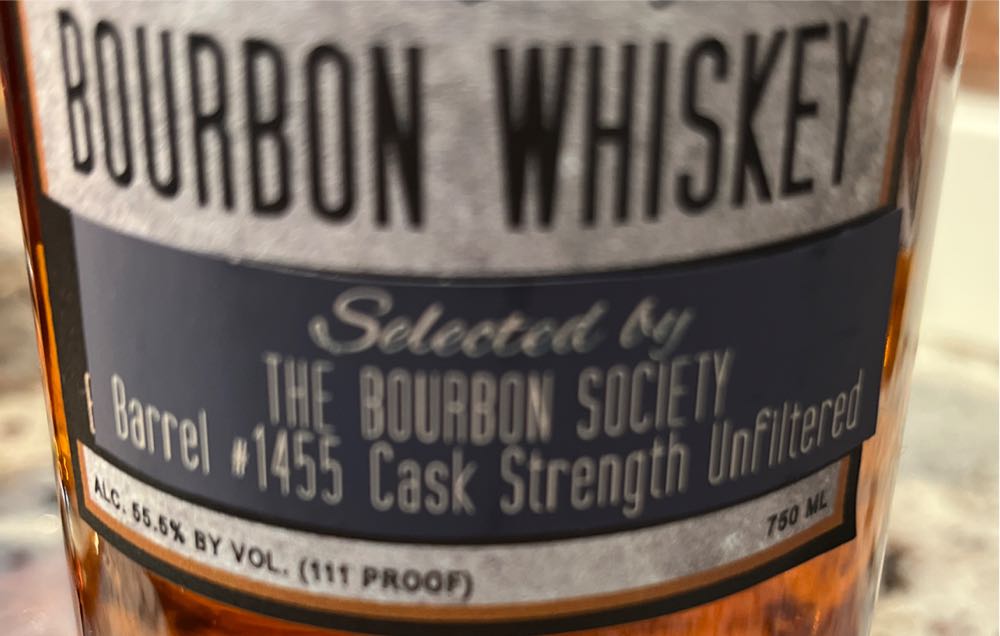 BOURBON WHISKEY
Selected by
THE BOURBON SOCIETY
Barrel #1455 Cask Strength Unfiltered
ALC. 55.5% BY VOL. (111 PROOF)
750 ML